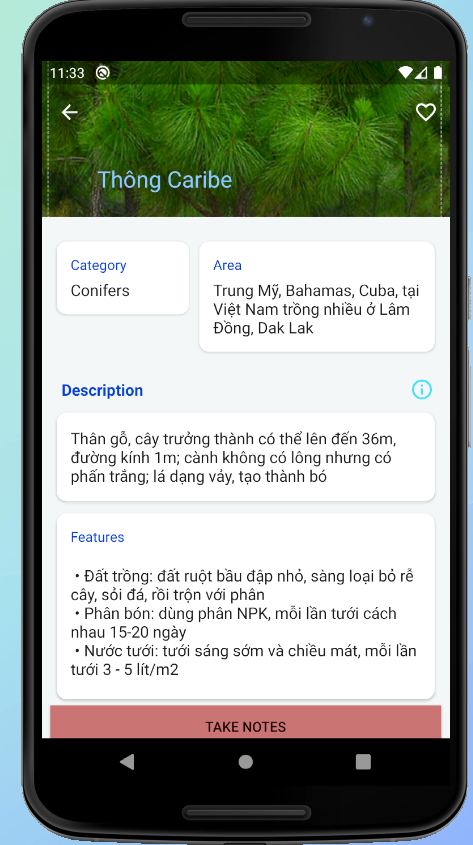 11:33
Thông Caribe
Category
Conifers
Area
Trung Mỹ, Bahamas, Cuba, tại
Việt Nam trồng nhiều ở Lâm
Đồng, Dak Lak
Description
Thân gỗ, cây trưởng thành có thể lên đến 36m,
đường kính 1m; cành không có lông nhưng có
phấn trắng; lá dạng vảy, tạo thành bó
Features
• Đất trồng: đất ruột bầu đập nhỏ, sàng loại bỏ rễ
cây, sỏi đá, rồi trộn với phân
• Phân bón: dùng phân NPK, mỗi lần tưới cách
nhau 15-20 ngày
• Nước tưới: tưới sáng sớm và chiều mát, mỗi lần
tưới 3 - 5 lít/m2
TAKE NOTES